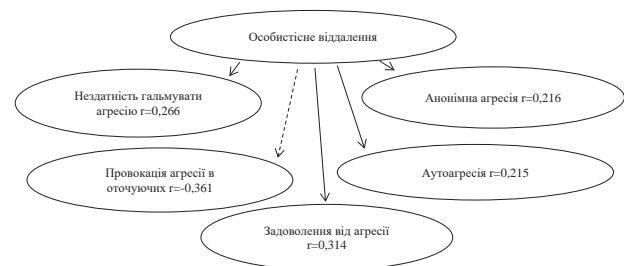 Особистісне віддалення
Нездатність гальмувати
агресію r=0,266
Анонімна агресія r=0,216
Провокація агресії в
оточуючих r=-0,361
Аутоагресія r=0,215
Задоволення від агресії
r=0,314